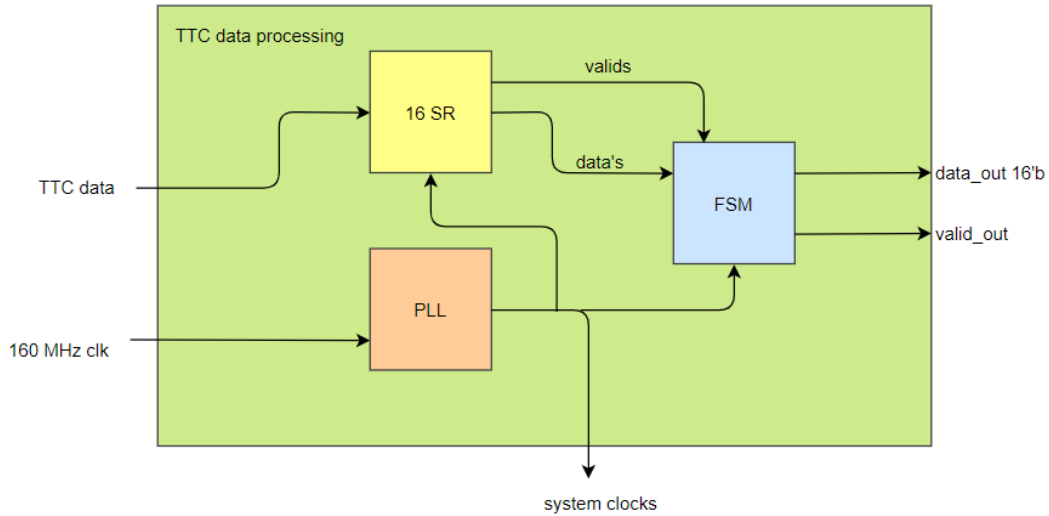 TTC data processing
valids
16 SR
data's
data_out 16'b
TTC data
FSM
valid_out
PLL
160 MHz clk
system clocks